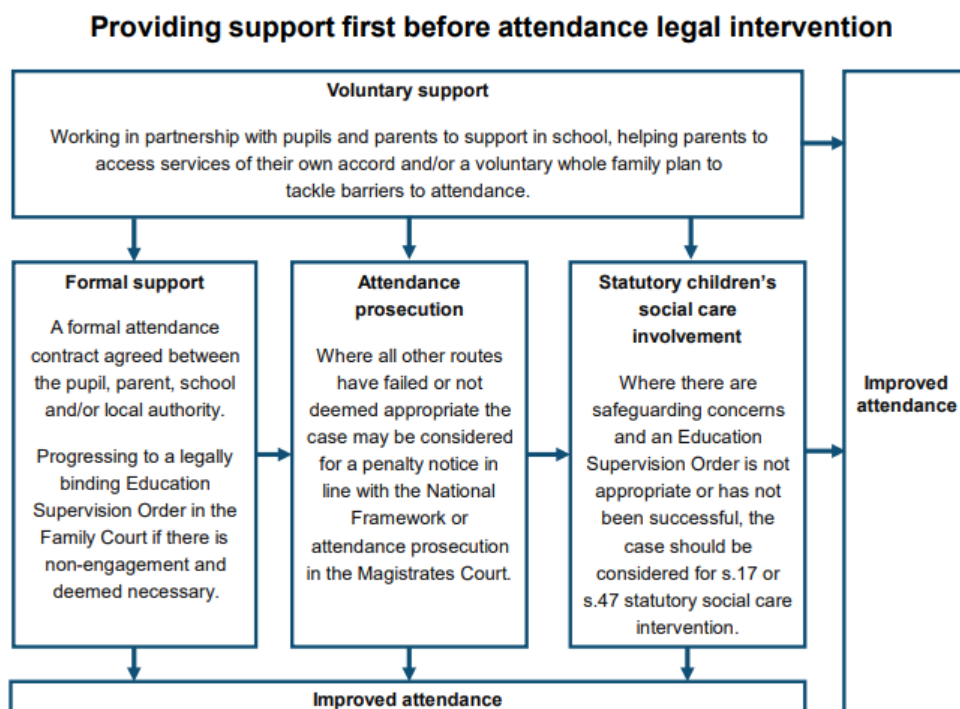 Providing support first before attendance legal intervention
Voluntary support
Working in partnership with pupils and parents to support in school, helping parents to
access services of their own accord and/or a voluntary whole family plan to
tackle barriers to attendance.
Formal support
A formal attendance
contract agreed between
the pupil, parent, school
and/or local authority.
Progressing to a legally
binding Education
Supervision Order in the
Family Court if there is
non-engagement and
deemed necessary.
Attendance
prosecution
Where all other routes
have failed or not
deemed appropriate the
case may be considered
for a penalty notice in
line with the National
Framework or
attendance prosecution
in the Magistrates Court.
Statutory children’s
social care
involvement
Where there are
safeguarding concerns
and an Education
Supervision Order is not
appropriate or has not
been successful, the
case should be
considered for s.17 or
s.47 statutory social care
intervention.
Improved
attendance
Improved attendance